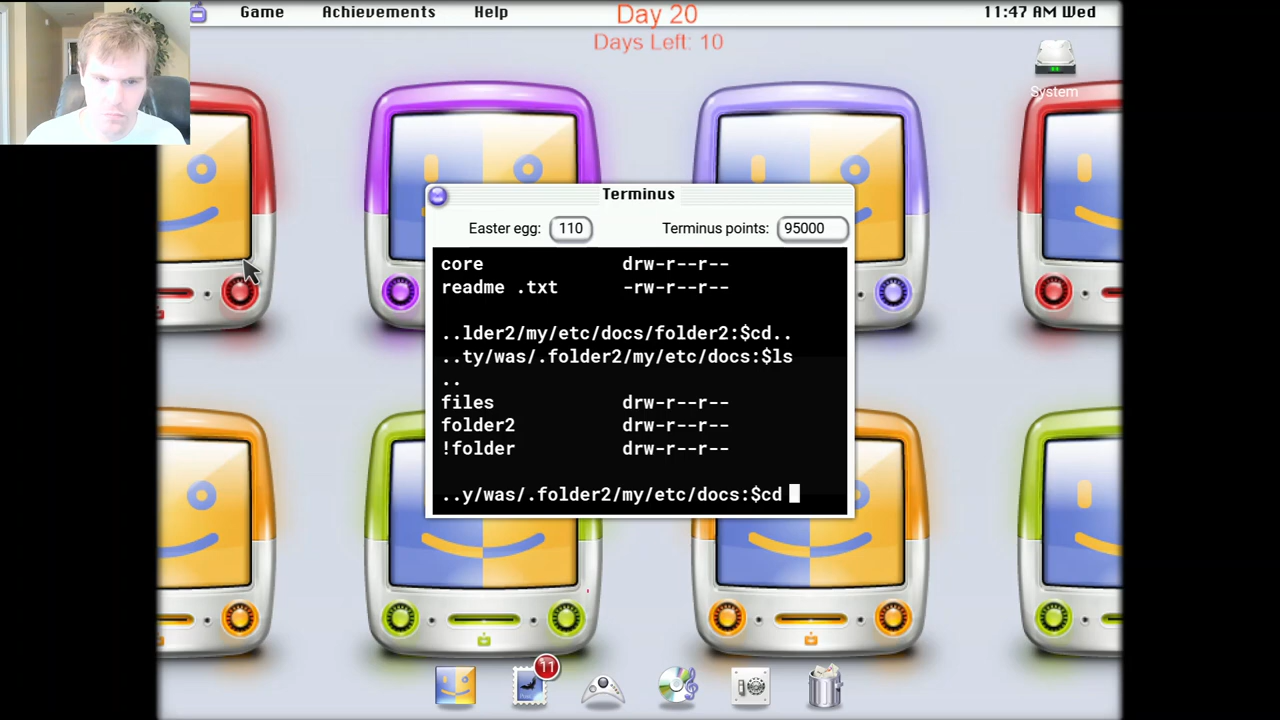 Game Achievements Help
Day 20
11:47 AM Wed
Days Left: 10
System
Terminus
Easter egg: 110 Terminus points: 95000
core drw-r--r--
readme .txt -rw-r--r--
..lder2/my/etc/docs/folder2:$cd..
..ty/was/.folder2/my/etc/docs:$ls
..
files drw-r--r--
folder2 drw-r--r--
!folder drw-r--r--
..y/was/.folder2/my/etc/docs:$cd
11